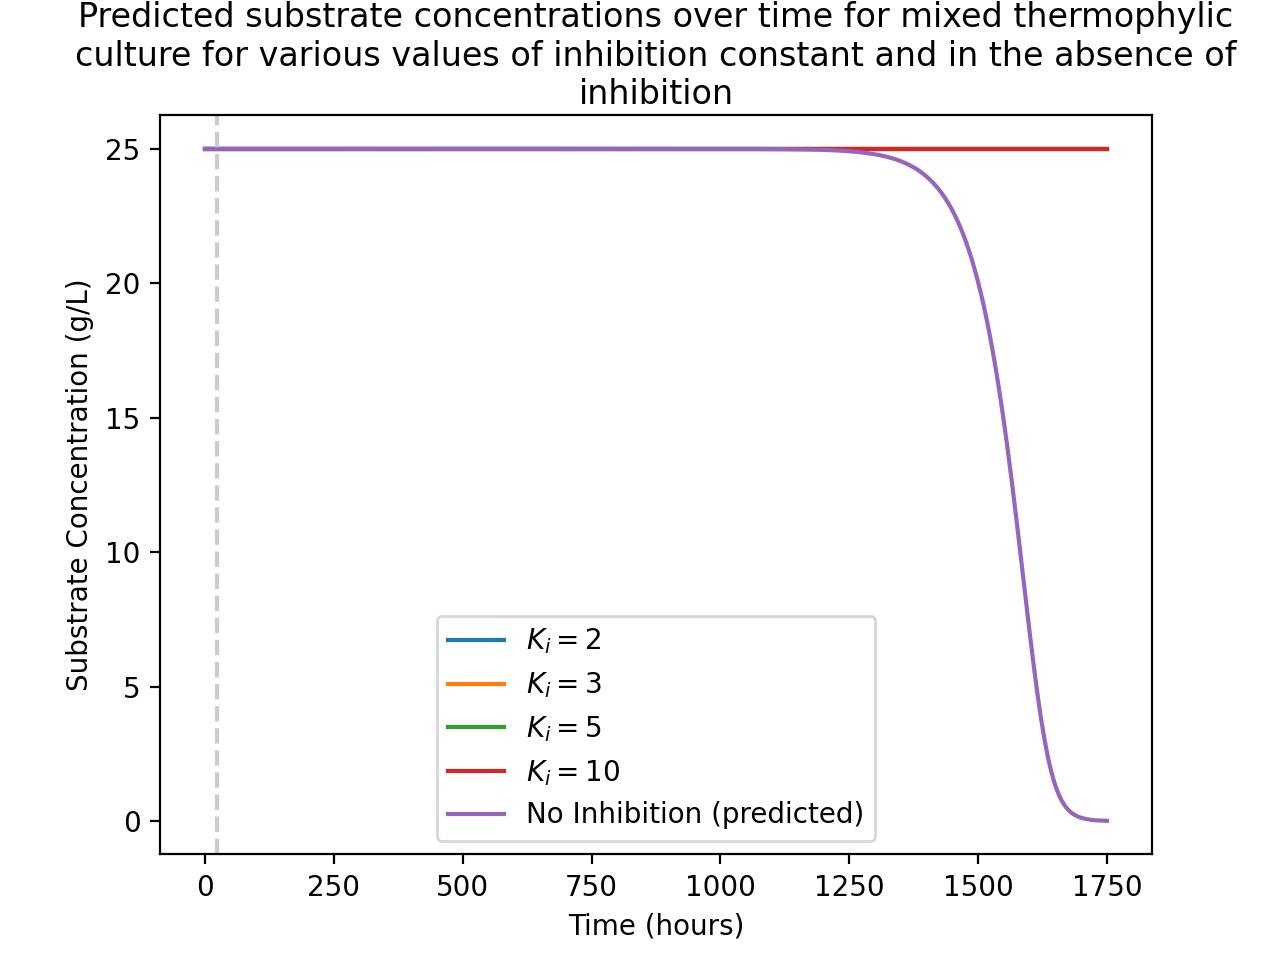 Predicted substrate concentrations over time for mixed thermophylic
culture for various values of inhibition constant and in the absence of
inhibition
25
20
15
10
5
0
Substrate Concentration (g/L)
K_i = 2
K_i = 3
K_i = 5
K_i = 10
No Inhibition (predicted)
0 250 500 750 1000 1250 1500 1750
Time (hours)